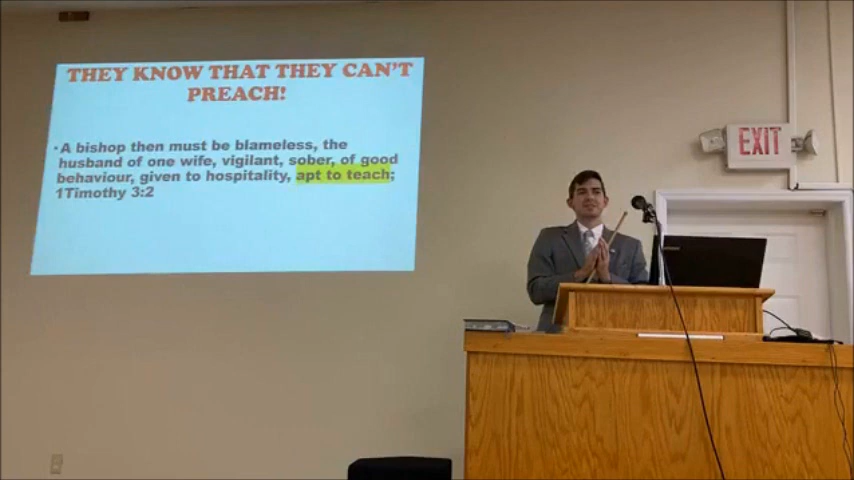 THEY KNOW THAT THEY CAN'T
PREACH!
• A bishop then must be blameless, the
husband of one wife, vigilant, sober, of good
behaviour, given to hospitality, apt to teach;
1Timothy 3:2
EXIT